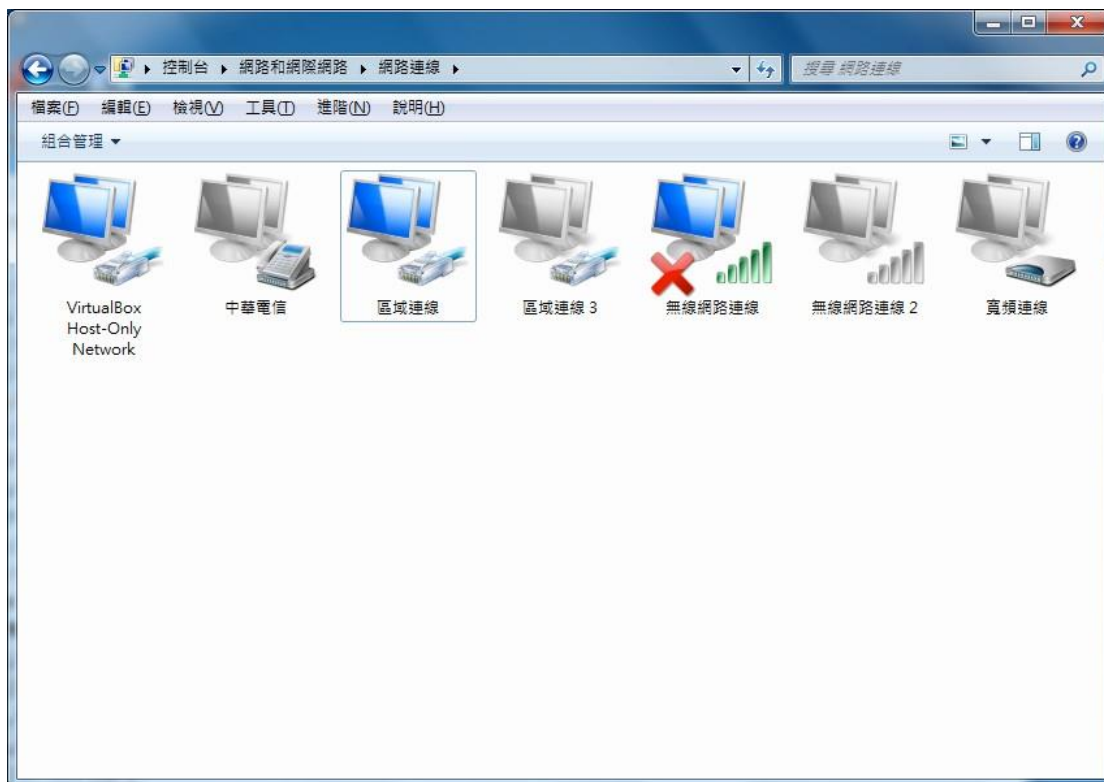 控制台 網路和網際網路 網路連線
搜尋 網路連線
檔案(F) 編輯(E) 檢視(V) 工具(T) 進階(N) 說明(H)
組合管理
VirtualBox
Host-Only
Network
中華電信
區域連線
區域連線 3
無線網路連線
無線網路連線 2
寬頻連線